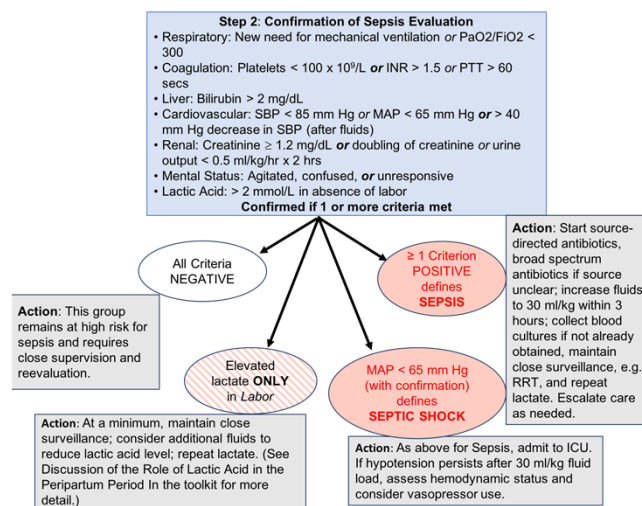 Step 2: Confirmation of Sepsis Evaluation
• Respiratory: New need for mechanical ventilation or PaO2/FiO2 <
300
• Coagulation: Platelets < 100 x 10⁹/L or INR > 1.5 or PTT > 60
secs
• Liver: Bilirubin > 2 mg/dL
• Cardiovascular: SBP < 85 mm Hg or MAP < 65 mm Hg or > 40
mm Hg decrease in SBP (after fluids)
• Renal: Creatinine ≥ 1.2 mg/dL or doubling of creatinine or urine
output < 0.5 ml/kg/hr x 2 hrs
• Mental Status: Agitated, confused, or unresponsive
• Lactic Acid: > 2 mmol/L in absence of labor
Confirmed if 1 or more criteria met
All Criteria
NEGATIVE
Action: This group
remains at high risk for
sepsis and requires
close supervision and
reevaluation.
Elevated
lactate ONLY
in Labor
Action: At a minimum, maintain close
surveillance; consider additional fluids to
reduce lactic acid level; repeat lactate. (See
Discussion of the Role of Lactic Acid in the
Peripartum Period In the toolkit for more
detail.)
≥ 1 Criterion
POSITIVE
defines
SEPSIS
Action: Start source-
directed antibiotics,
broad spectrum
antibiotics if source
unclear; increase fluids
to 30 ml/kg within 3
hours; collect blood
cultures if not already
obtained, maintain
close surveillance, e.g.
RRT, and repeat
lactate. Escalate care
as needed.
MAP < 65 mm Hg
(with confirmation)
defines
SEPTIC SHOCK
Action: As above for Sepsis, admit to ICU.
If hypotension persists after 30 ml/kg fluid
load, assess hemodynamic status and
consider vasopressor use.